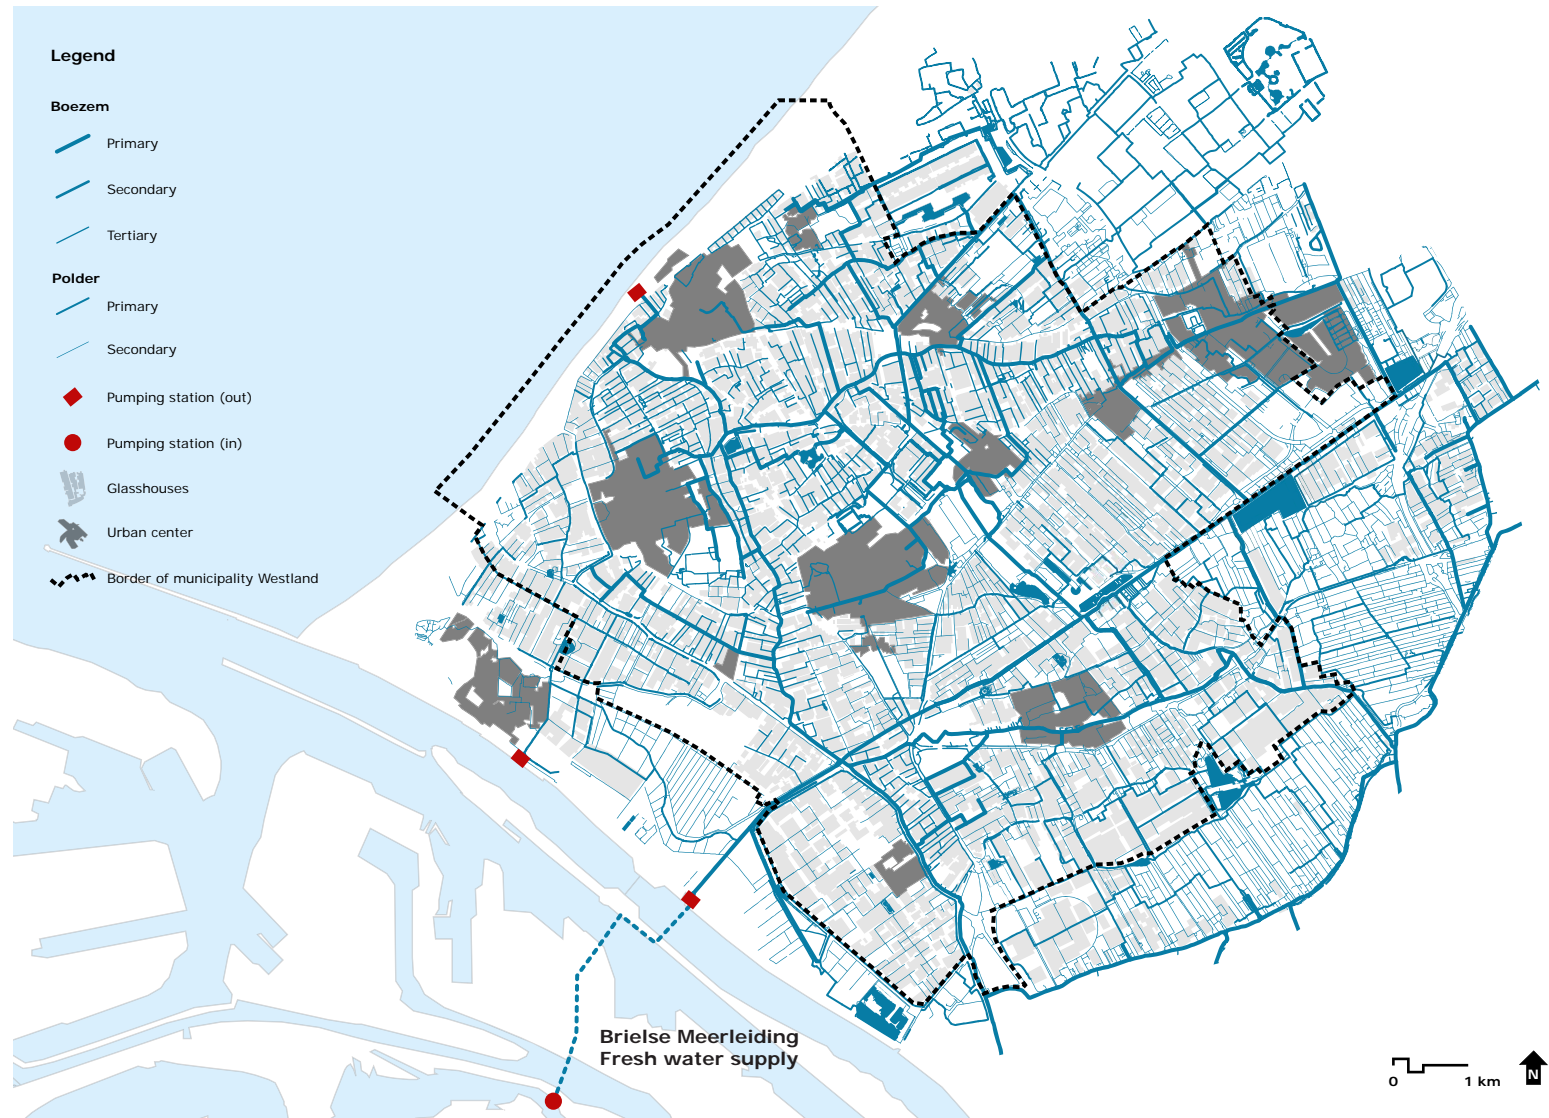 Legend
Boezem
Primary
Secondary
Tertiary
Polder
Primary
Secondary
Pumping station (out)
Pumping station (in)
Glasshouses
Urban center
Border of municipality Westland
Brielse Meerleiding
Fresh water supply
0 1 km
N